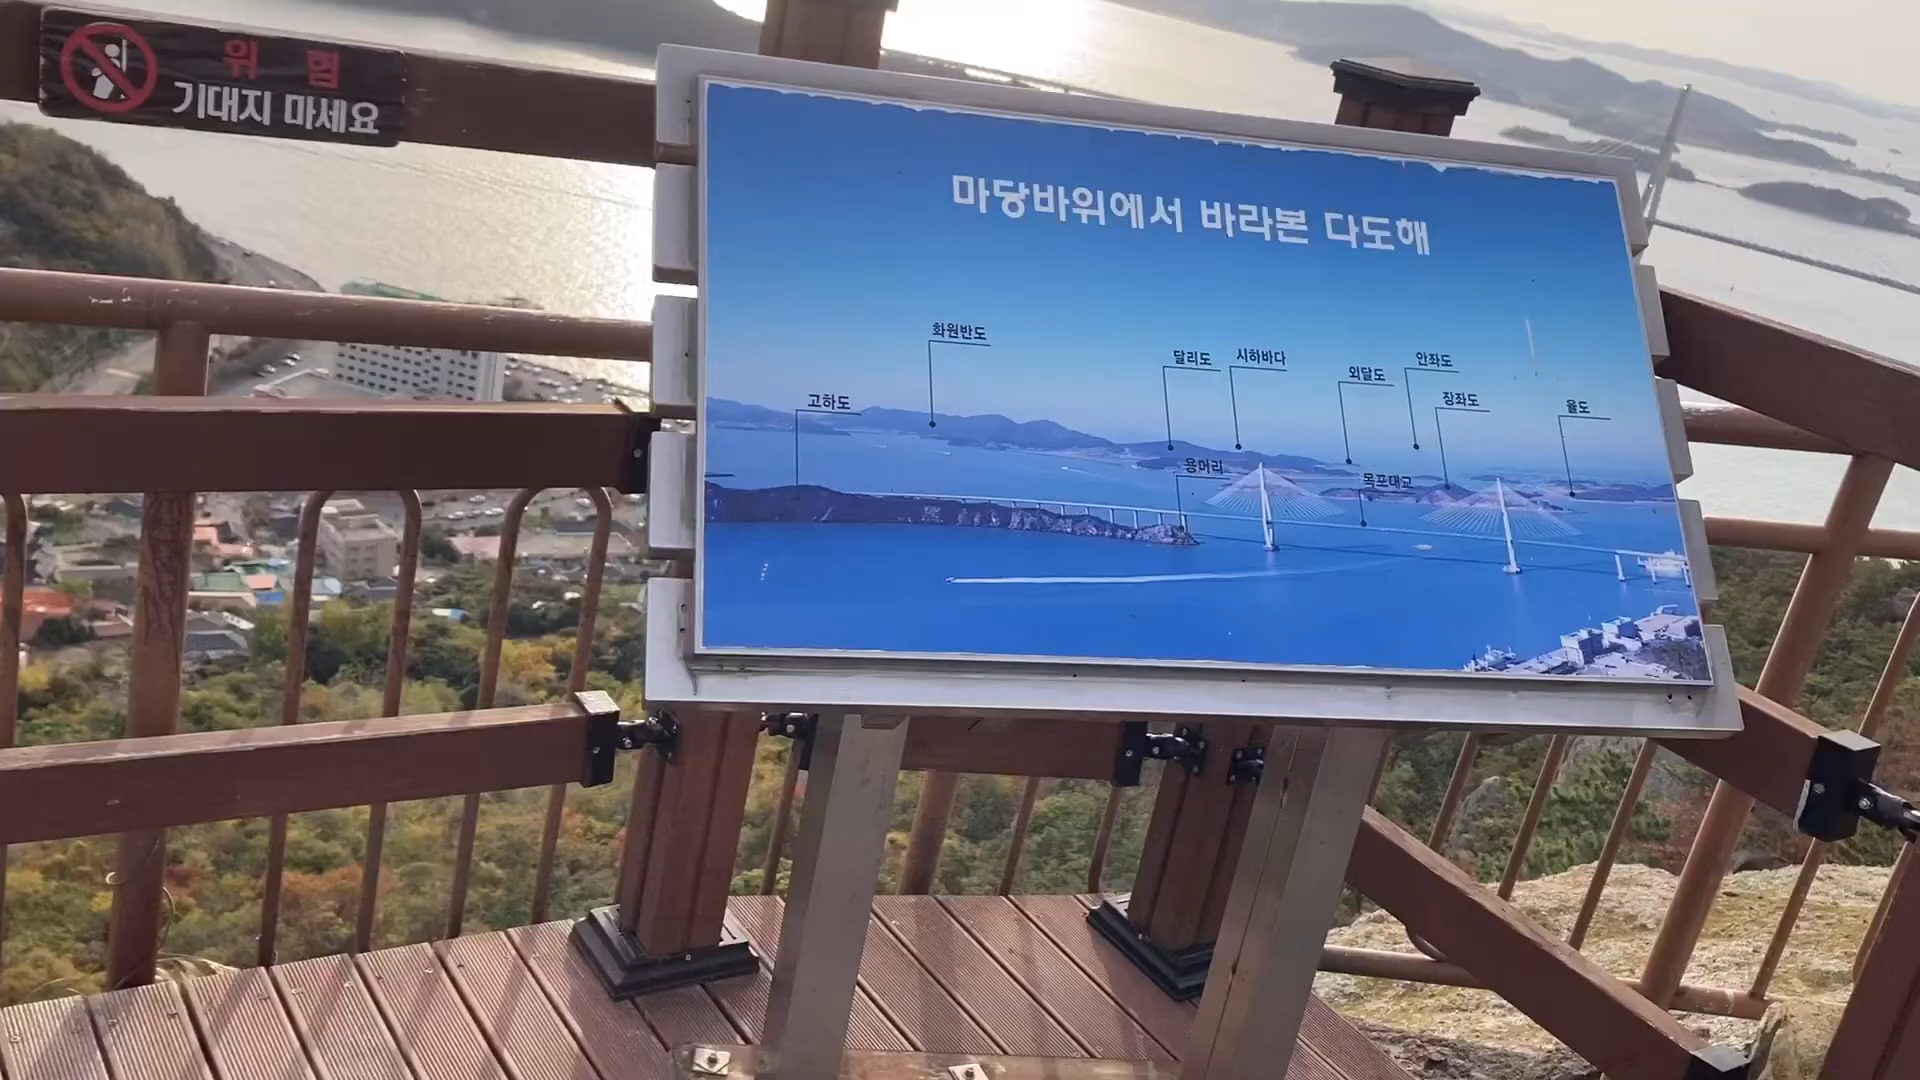 위 험
기대지 마세요
마당바위에서 바라본 다도해
화원반도
고하도
달리도
시하바다
외달도
안좌도
장좌도
율도
용머리
목포대교